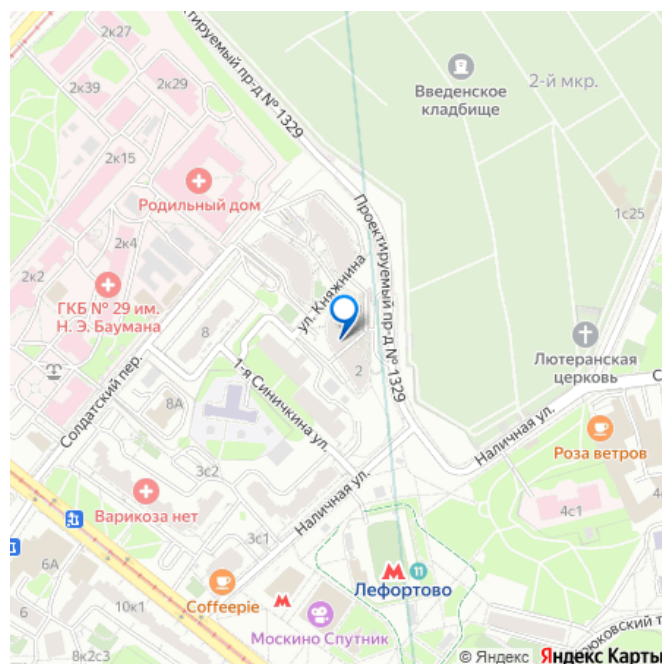 2к27
2к29
2к39
2к15
Родильный дом
2к4
2к2
ГКБ № 29 им.
Н. Э. Баумана
Проектируемый пр-д № 1329
Введенское
кладбище
2-й мкр.
1с25
Проектируемый пр-д № 1329
ул. Княжнина
8
2
8А
Солдатский пер.
1-я Синичкина ул.
Лютеранская
церковь
С
Наличная ул.
Роза ветров
4с1
3с2
Варикоза нет
Наличная ул.
3с1
6А
10к1
8к2с3
Coffeepie
М
М
11
Лефортово
Москино Спутник
рюковский т
© Яндекс Яндекс Карты